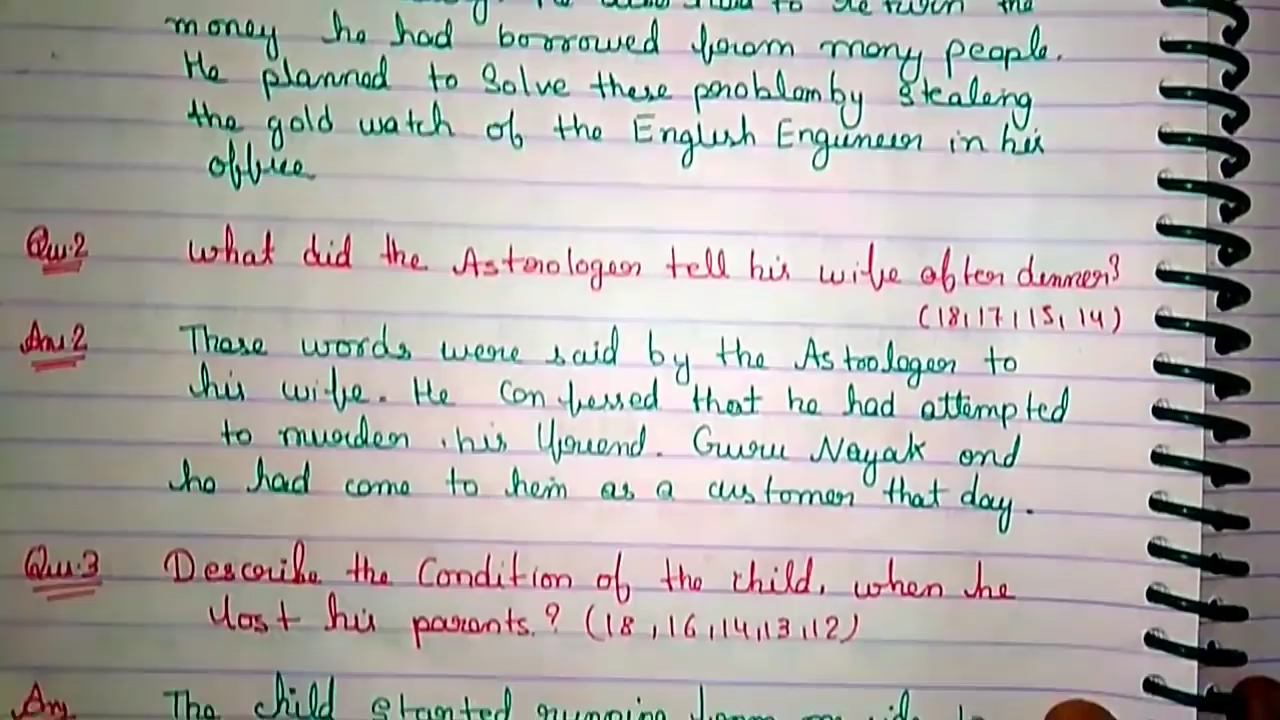 money he had borrowed from many people.
He planned to Solve these problem by stealing
the gold watch of the English Engineer in his
office
Qu.2 What did the Astrologer tell his wife after dinner?
(18,17,15,14)
Ans 2 These words were said by the Astrologer to
his wife. He confessed that he had attempted
to murder his friend. Guru Nayak and
he had come to him as a customer that day.
Qu.3 Describe the Condition of the child, when he
lost his parents.? (18,16,14,13,12)
Ans The child started running from